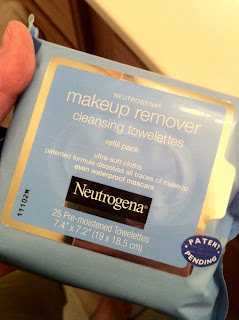 NEUTROGENA®
makeup remover
cleansing towelettes
refill pack
ultra-soft cloths
patented formula dissolves all traces of makeup
even waterproof mascara
Neutrogena®
25 Pre-moistened Towelettes
7.4" x 7.2" (19 x 18.5 cm)
11102M
PATENT
PENDING